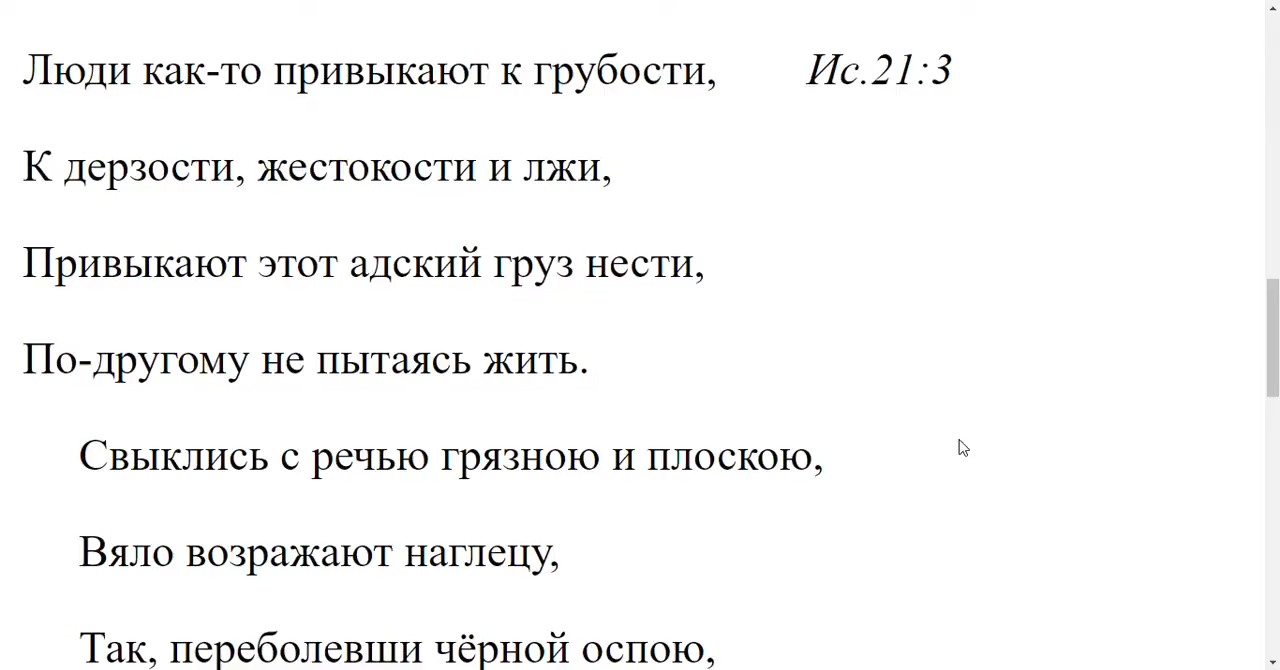 Люди как-то привыкают к грубости, Ис.21:3
К дерзости, жестокости и лжи,
Привыкают этот адский груз нести,
По-другому не пытаясь жить.
Свыклись с речью грязною и плоскою,
Вяло возражают наглецу,
Так, переболевши чёрной оспою,